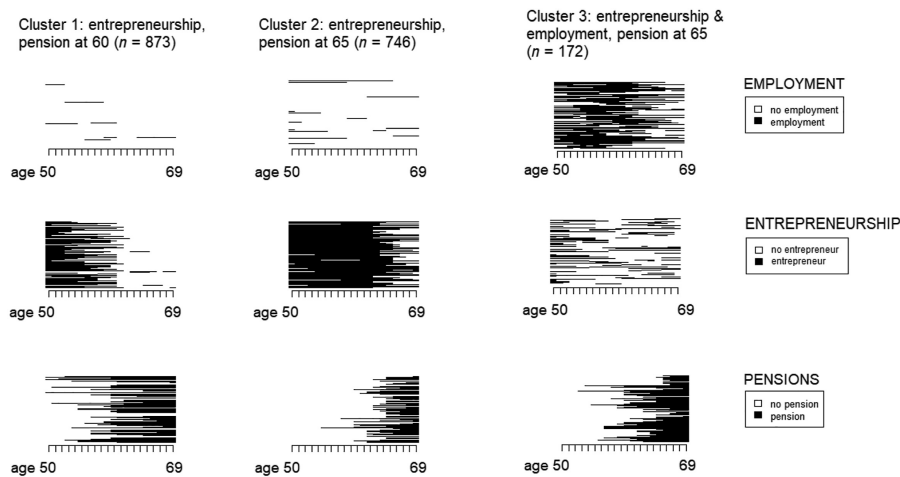 Cluster 1: entrepreneurship,
pension at 60 (n = 873)
Cluster 2: entrepreneurship,
pension at 65 (n = 746)
Cluster 3: entrepreneurship &
employment, pension at 65
(n = 172)
EMPLOYMENT
no employment
employment
age 50 69
age 50 69
age 50 69
ENTREPRENEURSHIP
no entrepreneur
entrepreneur
age 50 69
age 50 69
age 50 69
PENSIONS
no pension
pension
age 50 69
age 50 69
age 50 69